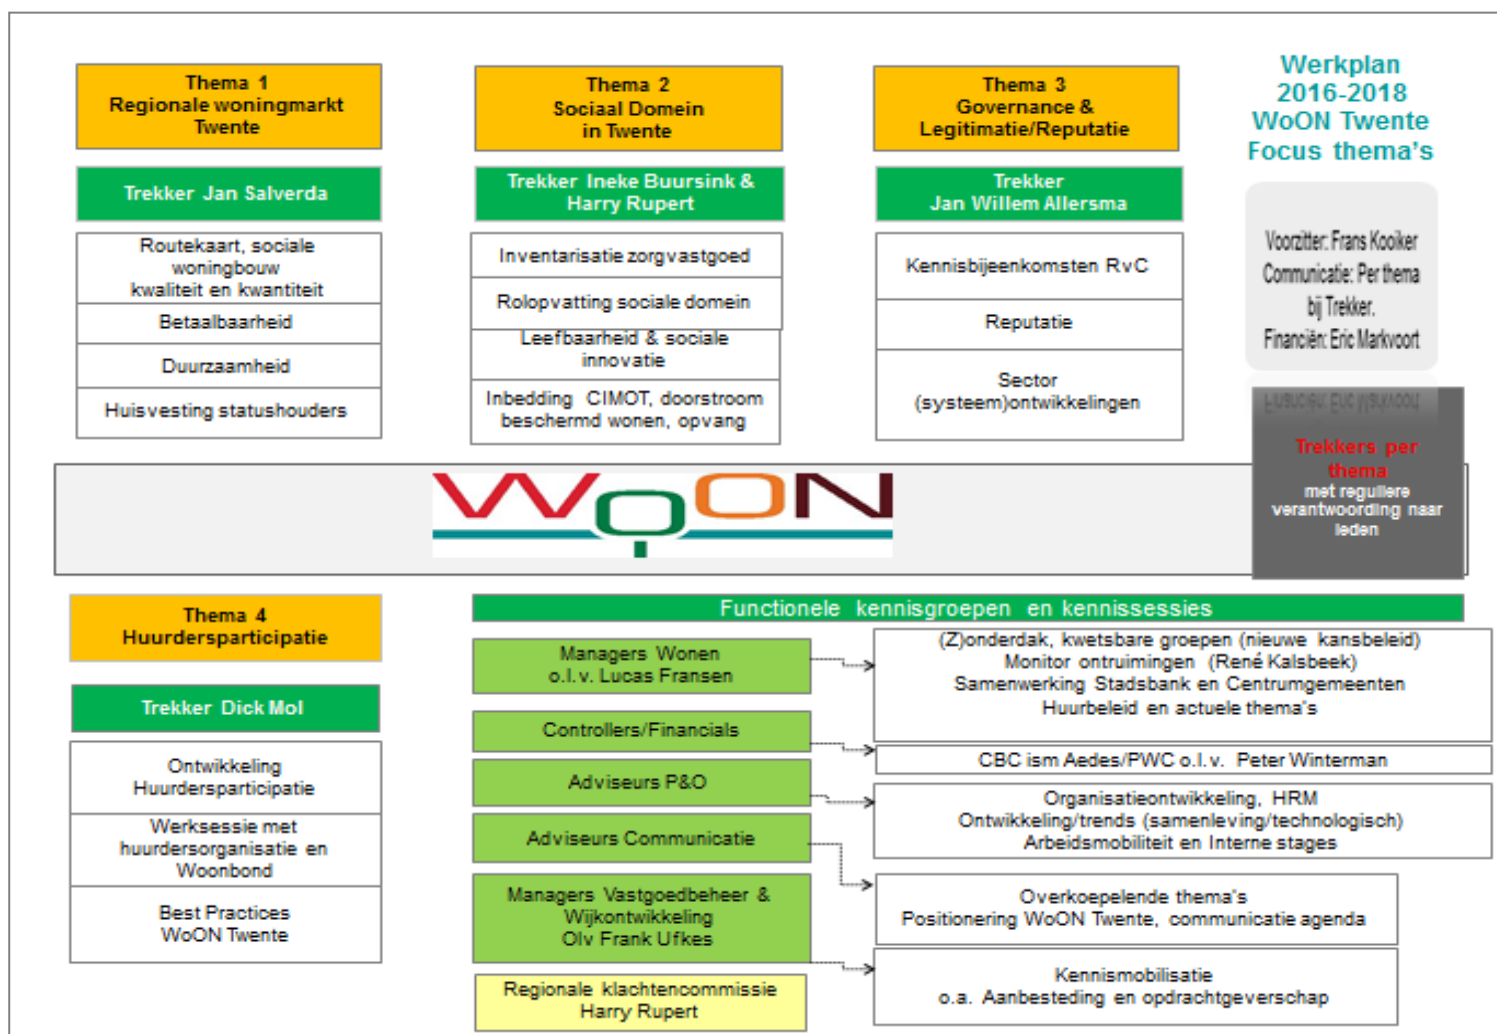 Thema 1
Regionale woningmarkt
Twente
Trekker Jan Salverda
Routekaart, sociale
woningbouw
kwaliteit en kwantiteit
Betaalbaarheid
Duurzaamheid
Huisvesting statushouders
Thema 2
Sociaal Domein
in Twente
Trekker Ineke Buursink &
Harry Rupert
Inventarisatie zorgvastgoed
Rolopvatting sociale domein
Leefbaarheid & sociale
innovatie
Inbedding CIMOT, doorstroom
beschermd wonen, opvang
Thema 3
Governance &
Legitimatie/Reputatie
Trekker
Jan Willem Allersma
Kennisbijeenkomsten RvC
Reputatie
Sector
(systeem)ontwikkelingen
Werkplan
2016-2018
WoON Twente
Focus thema's
Voorzitter: Frans Kooiker
Communicatie: Per thema
bij Trekker.
Financiën: Eric Markvoort
Financiën: Eric Markvoort
Trekkers per
thema
met reguliere
verantwoording naar
leden
WOON
Thema 4
Huurdersparticipatie
Trekker Dick Mol
Ontwikkeling
Huurdersparticipatie
Werksessie met
huurdersorganisatie en
Woonbond
Best Practices
WoON Twente
Functionele kennisgroepen en kennissessies
Managers Wonen
o.l.v. Lucas Fransen
Controllers/Financials
Adviseurs P&O
Adviseurs Communicatie
Managers Vastgoedbeheer &
Wijkontwikkeling
Olv Frank Ufkes
Regionale klachtencommissie
Harry Rupert
(Z)onderdak, kwetsbare groepen (nieuwe kansbeleid)
Monitor ontruimingen (René Kalsbeek)
Samenwerking Stadsbank en Centrumgemeenten
Huurbeleid en actuele thema's
CBC ism Aedes/PWC o.l.v. Peter Winterman
Organisatieontwikkeling, HRM
Ontwikkeling/trends (samenleving/technologisch)
Arbeidsmobiliteit en Interne stages
Overkoepelende thema's
Positionering WoON Twente, communicatie agenda
Kennismobilisatie
o.a. Aanbesteding en opdrachtgeverschap